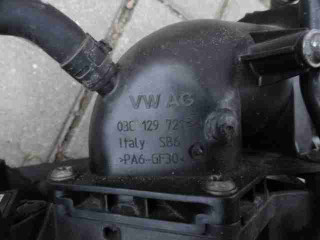 VW AG
03C 129 72
Italy SB6
>PA6-GF30<